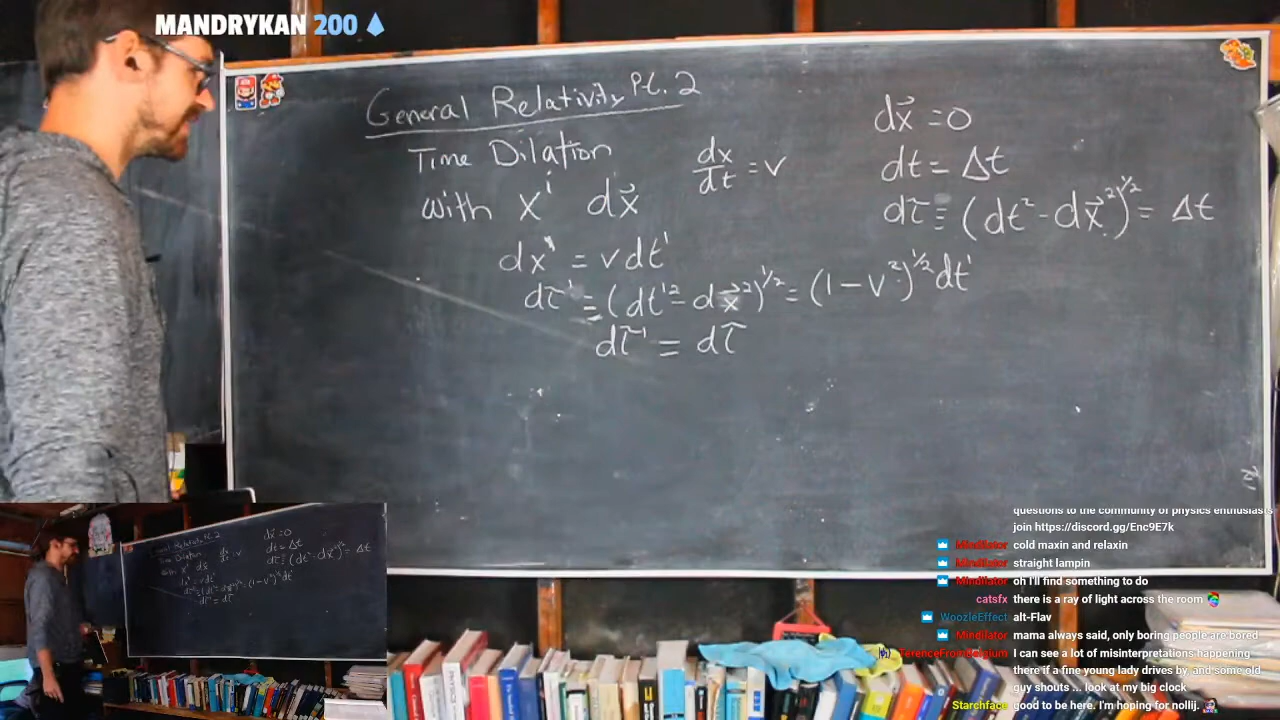 MANDRYKAN 200
General Relativity Pt. 2
Time Dilation
dx/dt = v
with xⁱ dx⃗
dx' = vdt'
dτ' ≡ (dt'² - dx⃗'²)^1/2 = (1 - v²)^1/2 dt'
dτ' = dτ
dx⃗ = 0
dt = Δt
dτ ≡ (dt² - dx⃗²)^1/2 = Δt
questions to the community of physics enthusiasts
join https://discord.gg/Enc9E7k
Mindilator cold maxin and relaxin
Mindilator straight lampin
Mindilator oh I'll find something to do
catsfx there is a ray of light across the room
WoozleEffect alt-Flav
Mindilator mama always said, only boring people are bored
TerenceFromBelgium I can see a lot of misinterpretations happening
there if a fine young lady drives by and some old
guy shouts ... look at my big clock
Starchface good to be here. I'm hoping for nollij.